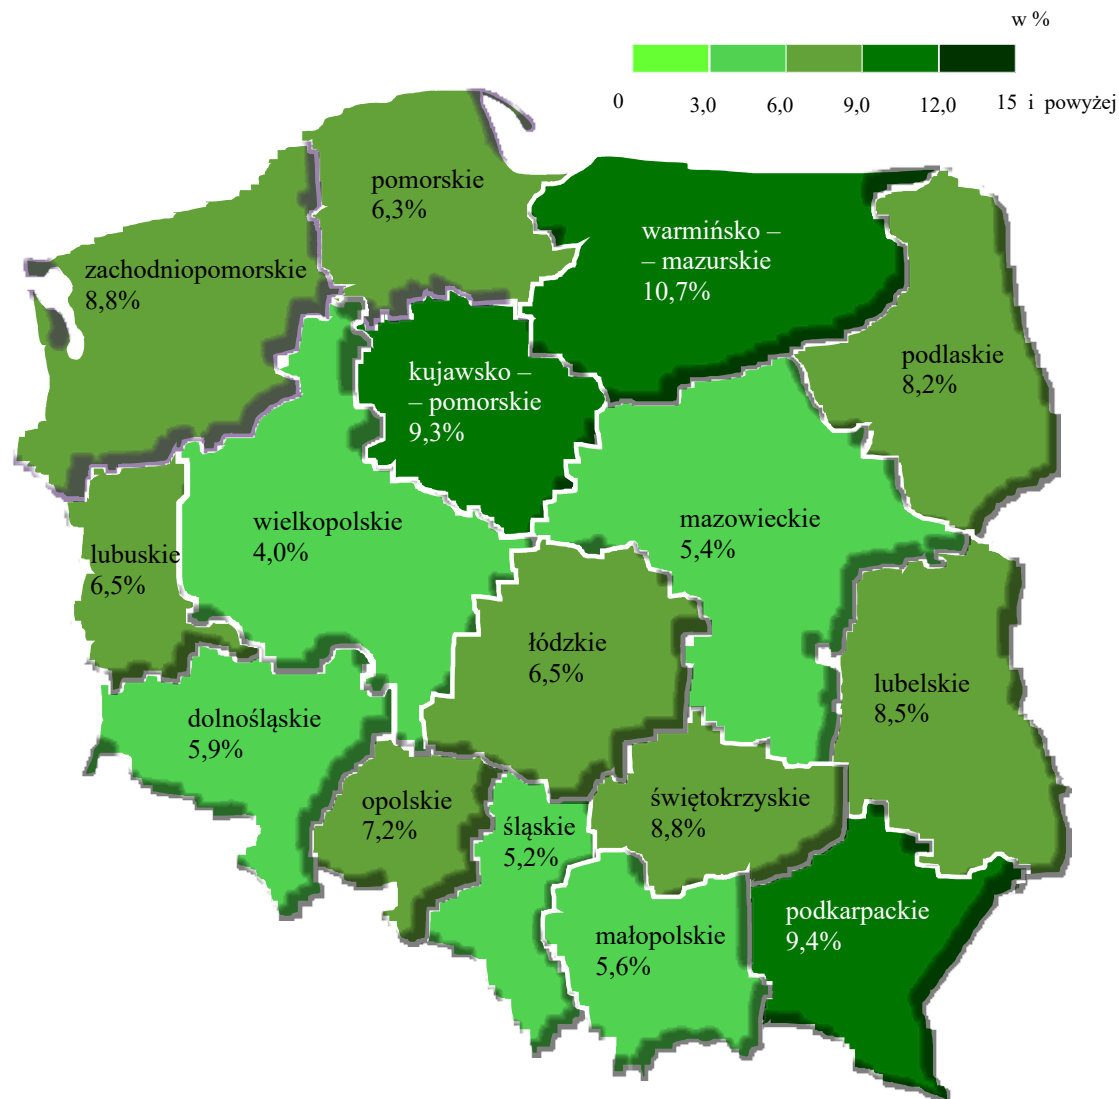 w %
0 3,0 6,0 9,0 12,0 15 i powyżej
pomorskie
6,3%
warmińsko –
– mazurskie
10,7%
zachodniopomorskie
8,8%
podlaskie
8,2%
kujawsko –
– pomorskie
9,3%
wielkopolskie
4,0%
mazowieckie
5,4%
lubuskie
6,5%
łódzkie
6,5%
lubelskie
8,5%
dolnośląskie
5,9%
opolskie
7,2%
śląskie
5,2%
świętokrzyskie
8,8%
podkarpackie
9,4%
małopolskie
5,6%